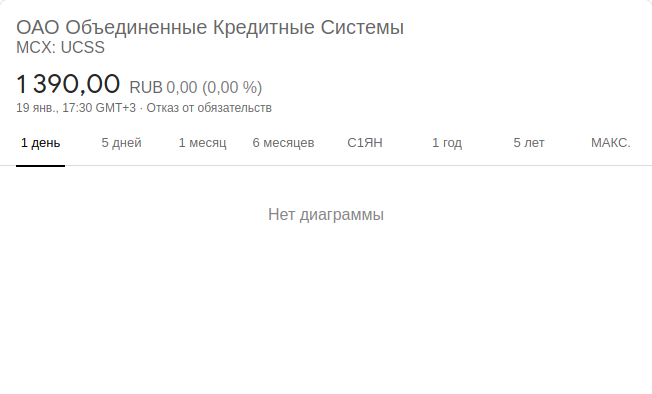 ОАО Объединенные Кредитные Системы
MCX: UCSS
1 390,00 RUB 0,00 (0,00 %)
19 янв., 17:30 GMT+3 · Отказ от обязательств
1 день 5 дней 1 месяц 6 месяцев С1ЯН 1 год 5 лет МАКС.
Нет диаграммы